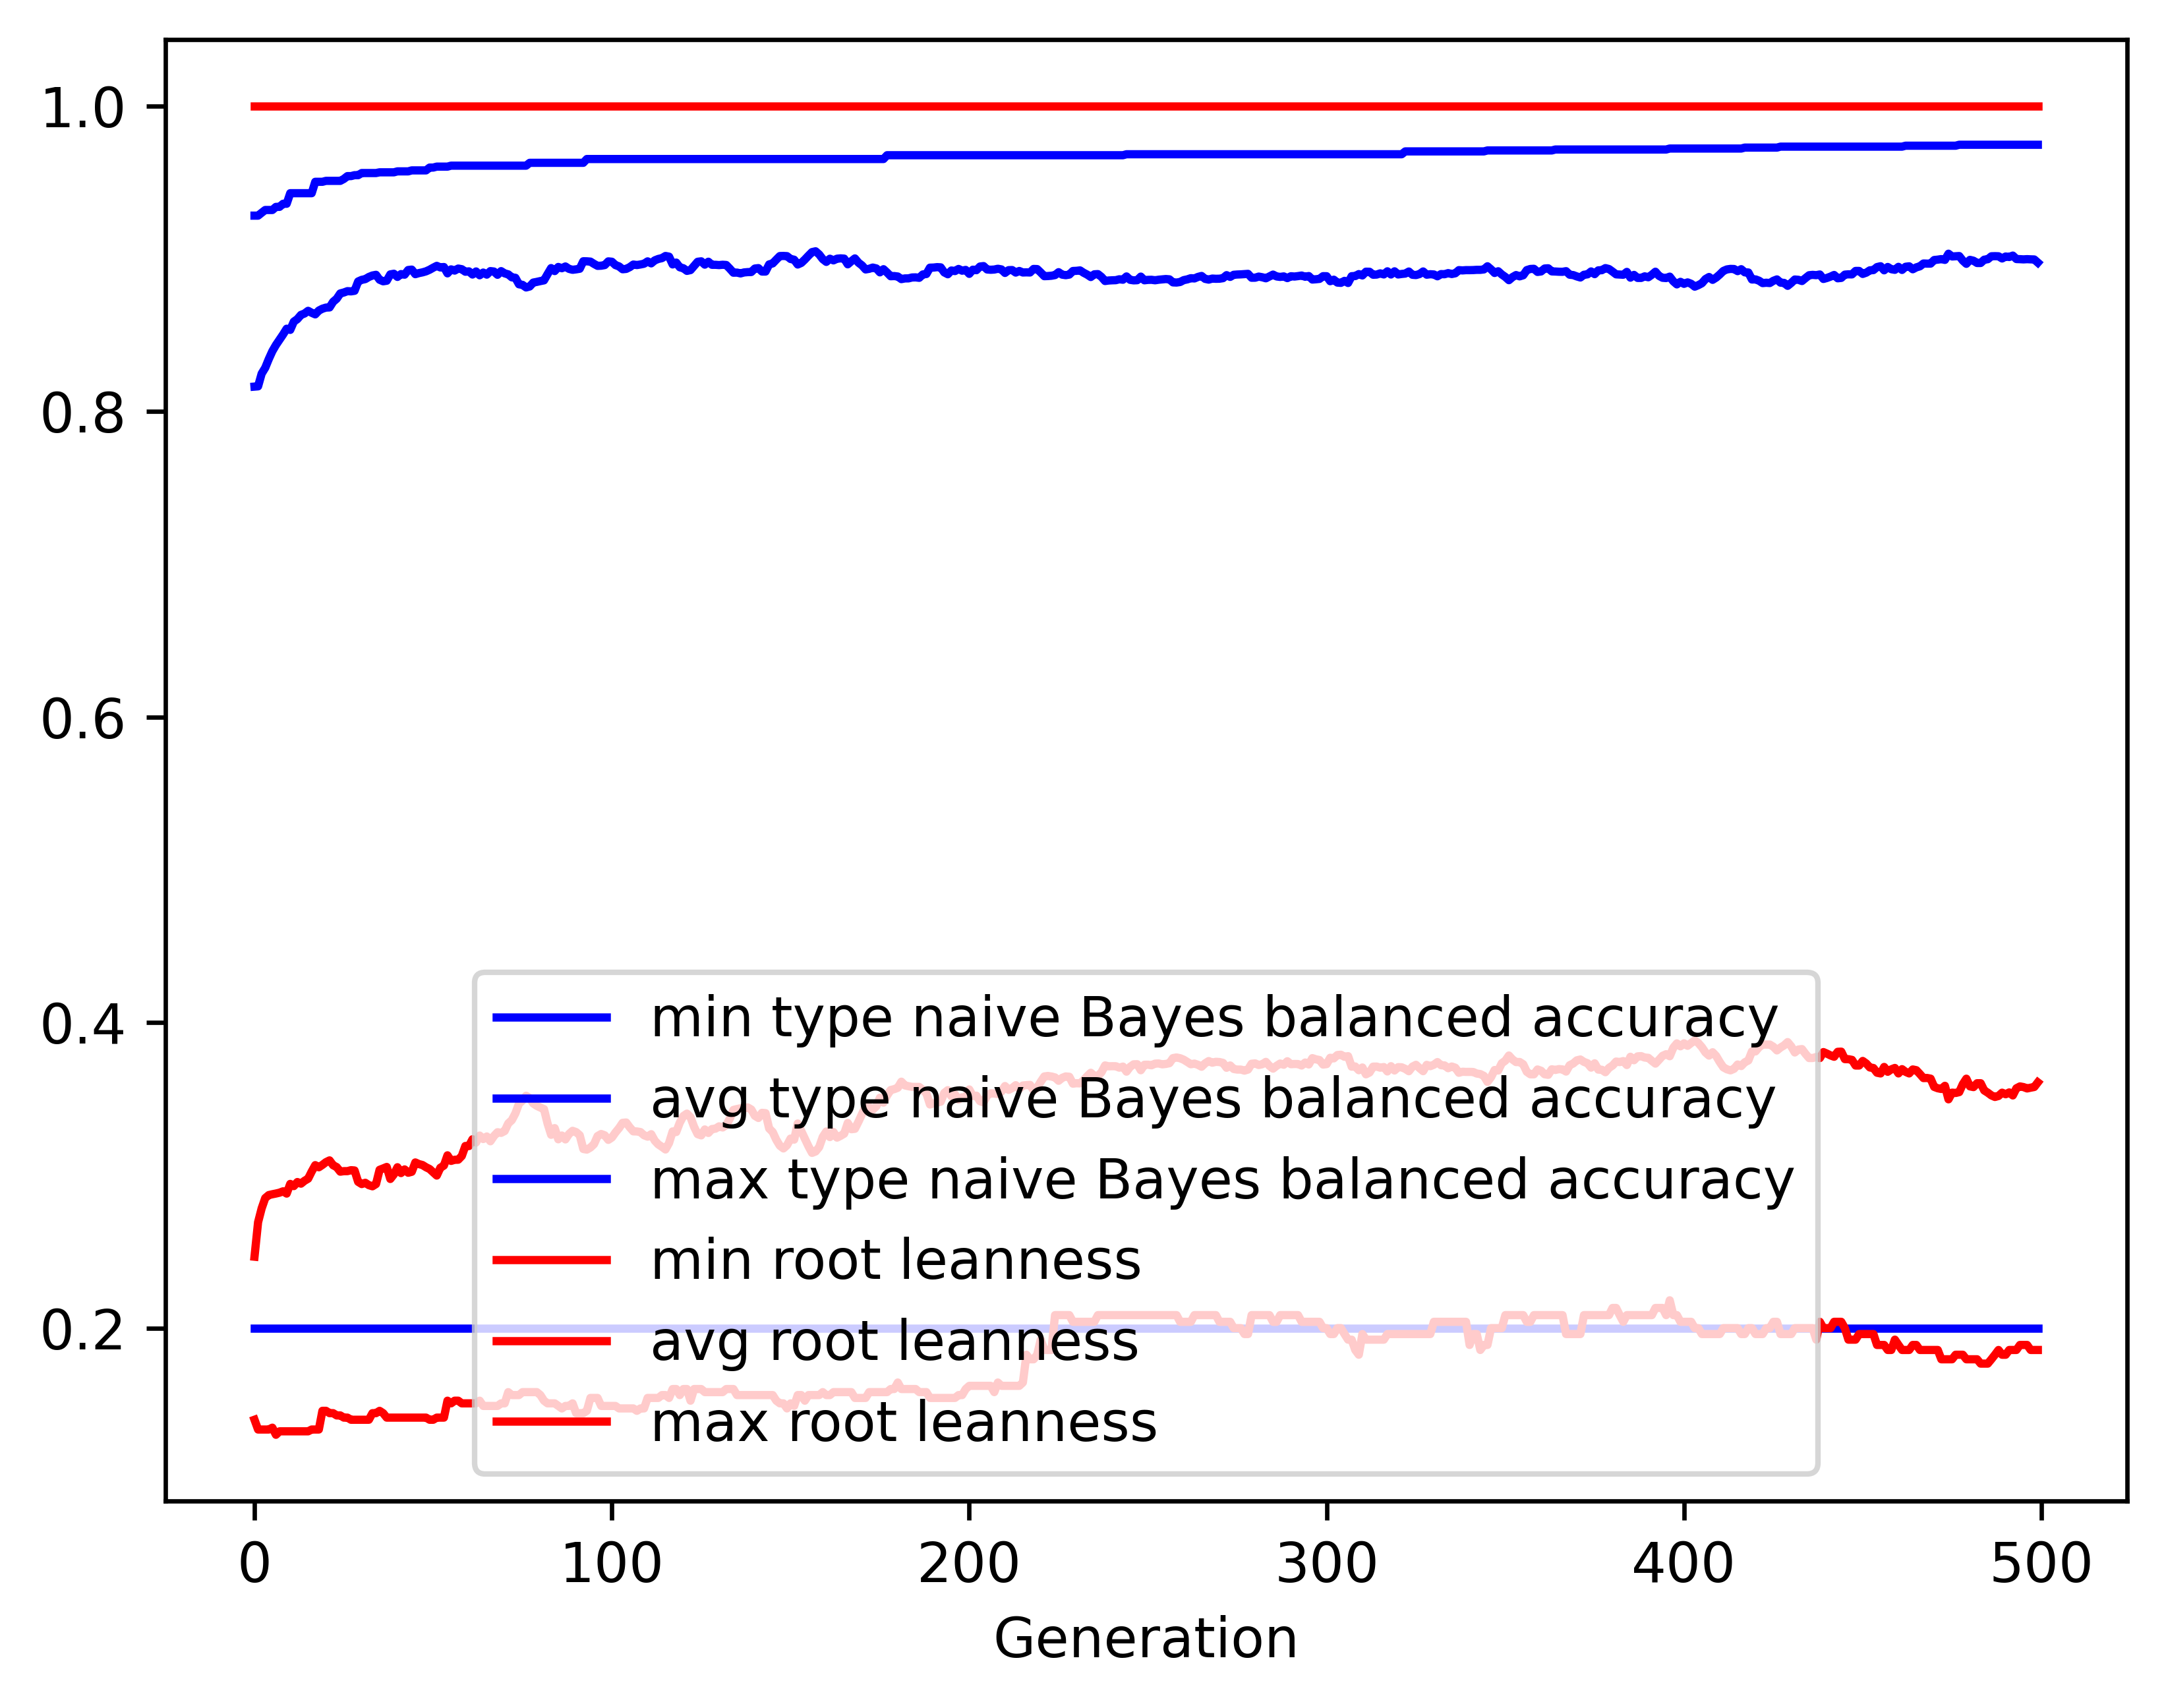 1.0
0.8
0.6
0.4
0.2
min type naive Bayes balanced accuracy
avg type naive Bayes balanced accuracy
max type naive Bayes balanced accuracy
min root leanness
avg root leanness
max root leanness
0 100 200 300 400 500
Generation